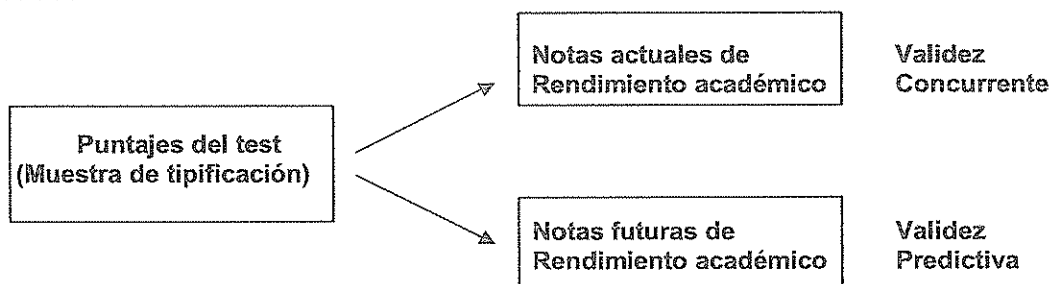 Notas actuales de
Rendimiento académico
Validez
Concurrente
Puntajes del test
(Muestra de tipificación)
Notas futuras de
Rendimiento académico
Validez
Predictiva